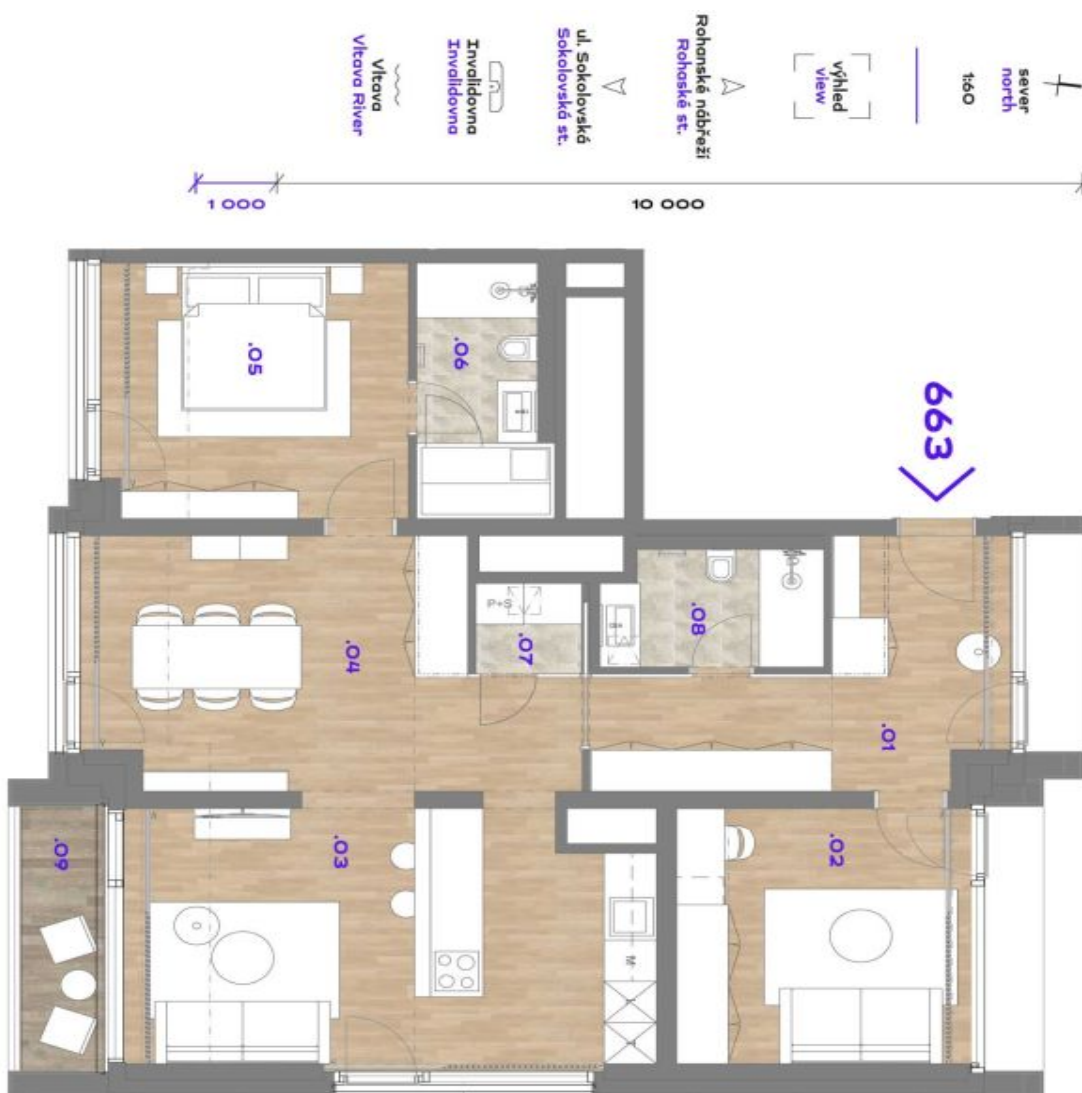 sever
north
1:60
výhled
view
Rohanské nábřeží
Rohaské st.
ul. Sokolovská
Sokolovská st.
Invalidovna
Invalidovna
Vltava
Vltava River
1 000
10 000
663
.05
.06
.04
.07
P+S
.08
.01
.09
.03
.02
M